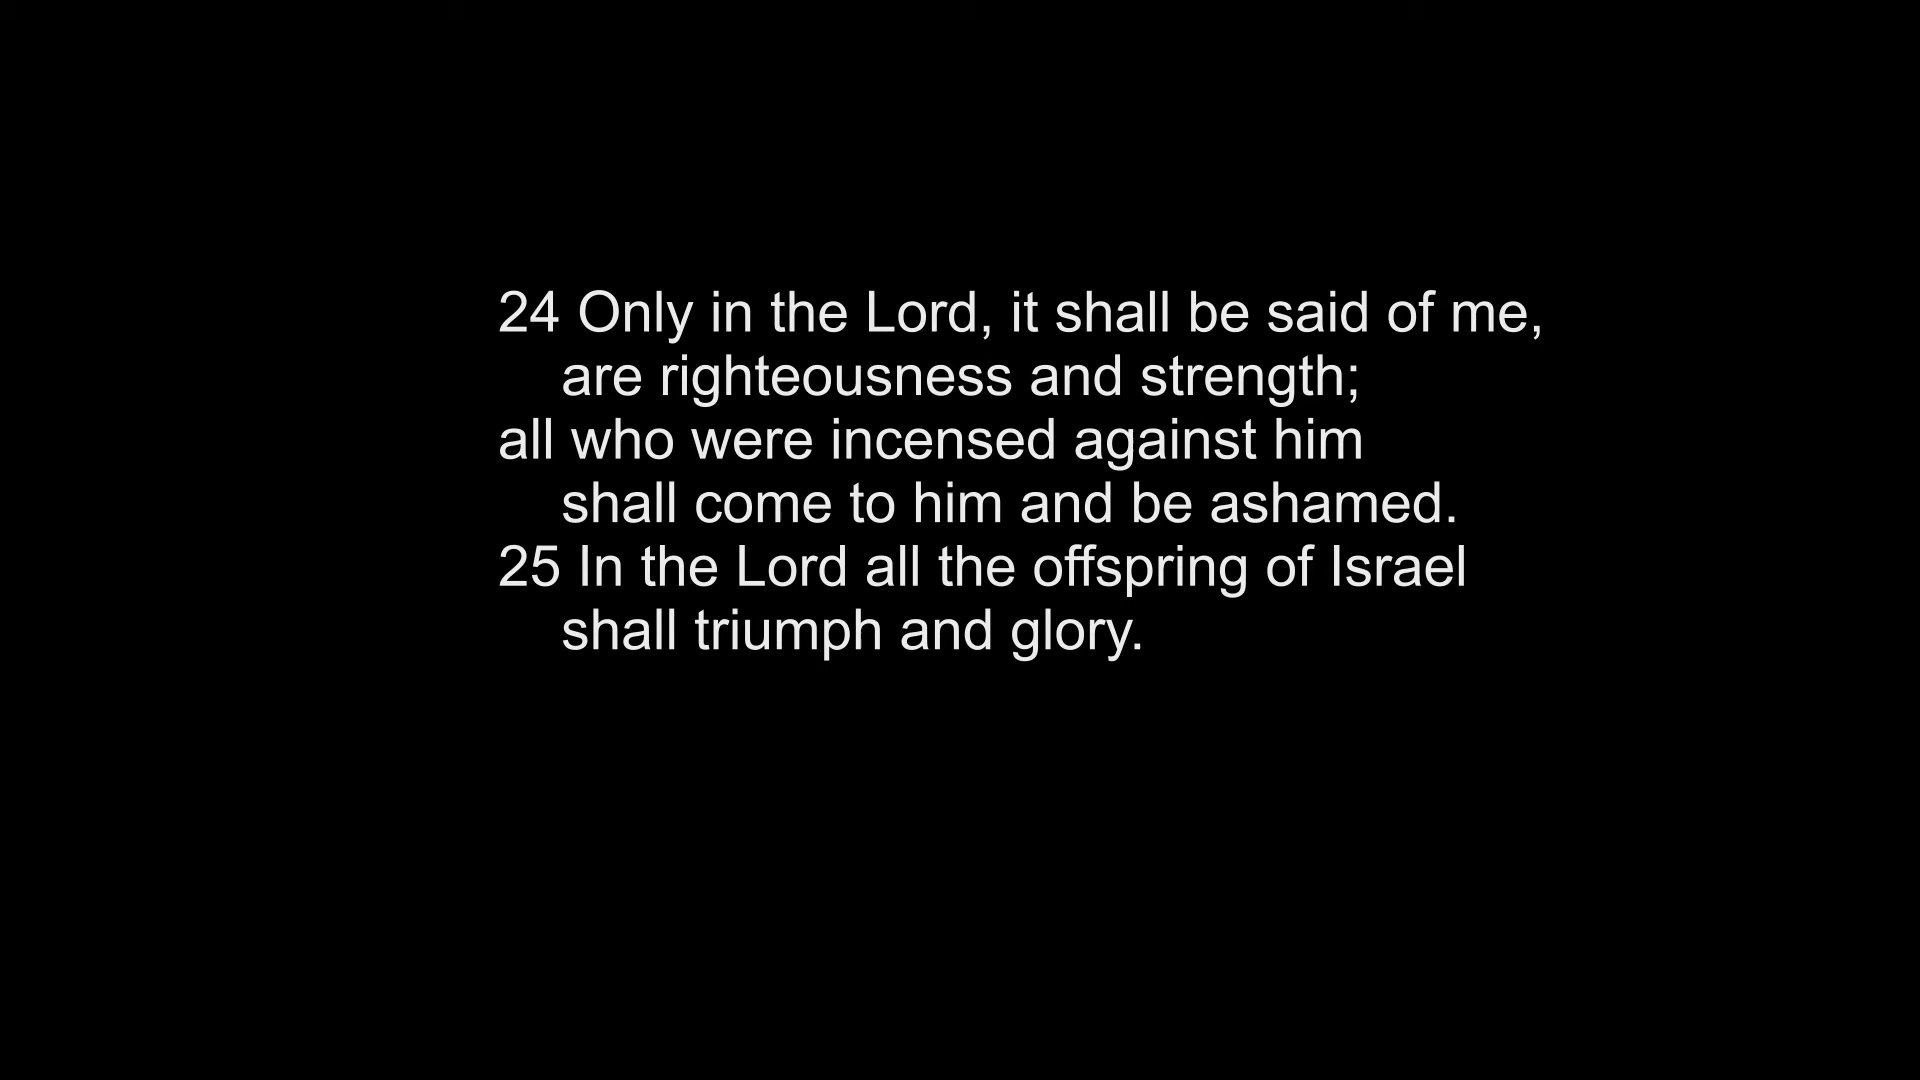 24 Only in the Lord, it shall be said of me,
are righteousness and strength;
all who were incensed against him
shall come to him and be ashamed.
25 In the Lord all the offspring of Israel
shall triumph and glory.